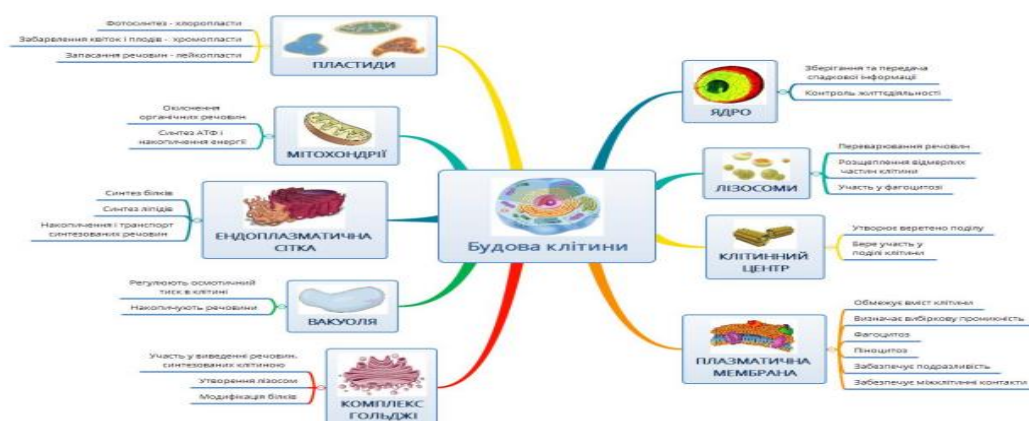 Фотосинтез - хлоропласти
Забарвлення квіток і плодів - хромопласти
Запасання речовин - лейкопласти
ПЛАСТИДИ
Окиснення
органічних речовин
Синтез АТФ і
накопичення енергії
МІТОХОНДРІЇ
Синтез білків
Синтез ліпідів
Накопичення і транспорт
синтезованих речовин
ЕНДОПЛАЗМАТИЧНА
СІТКА
Регулюють осмотичний
тиск в клітині
Накопичують речовини
ВАКУОЛЯ
Участь у виведенні речовин,
синтезованих клітиною
Утворення лізосом
Модифікація білків
КОМПЛЕКС
ГОЛЬДЖІ
Будова клітини
ЯДРО
Зберігання та передача
спадкової інформації
Контроль життєдіяльності
ЛІЗОСОМИ
Переварювання речовин
Розщеплення відмерлих
частин клітини
Участь у фагоцитозі
КЛІТИННИЙ
ЦЕНТР
Утворює веретено поділу
Бере участь у
поділі клітини
ПЛАЗМАТИЧНА
МЕМБРАНА
Обмежує вміст клітини
Визначає вибіркову проникність
Фагоцитоз
Піноцитоз
Забезпечує подразливість
Забезпечує міжклітинні контакти